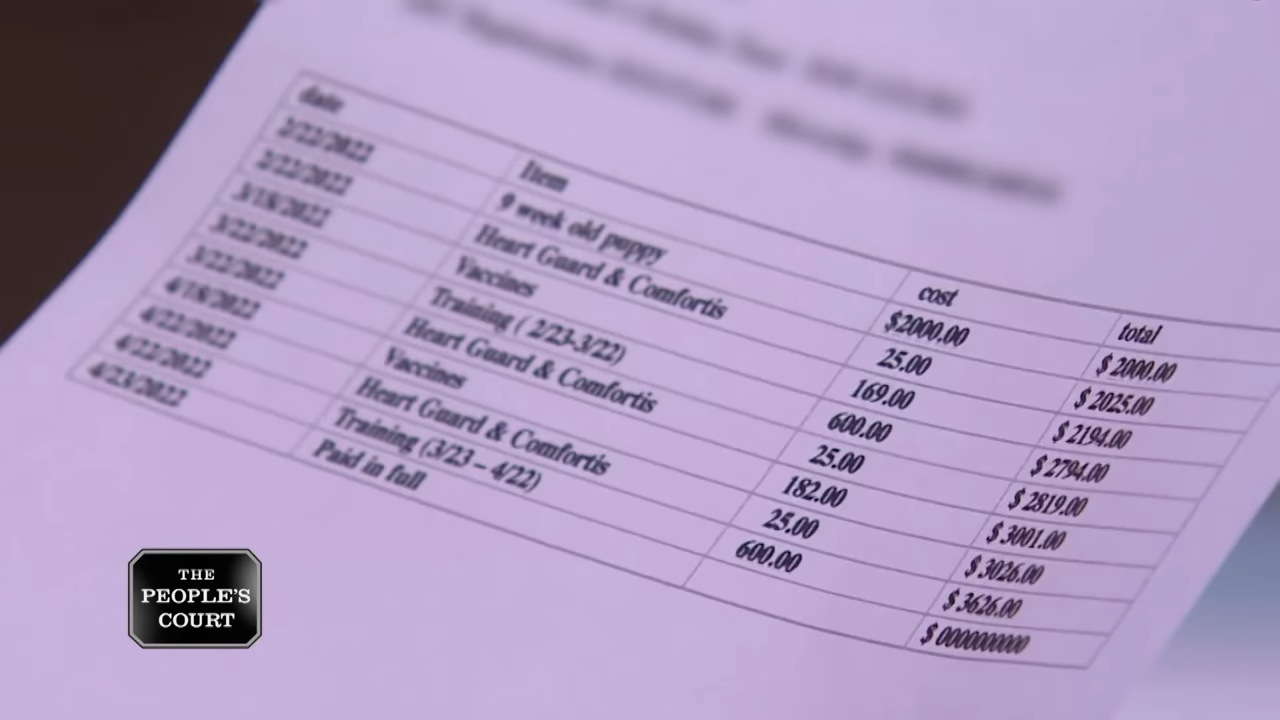 date Item cost total
2/22/2022 9 week old puppy $2000.00 $ 2000.00
2/22/2022 Heart Guard & Comfortis 25.00 $ 2025.00
3/18/2022 Vaccines 169.00 $ 2194.00
3/22/2022 Training ( 2/23-3/22) 600.00 $ 2794.00
3/22/2022 Heart Guard & Comfortis 25.00 $ 2819.00
4/18/2022 Vaccines 182.00 $ 3001.00
4/22/2022 Heart Guard & Comfortis 25.00 $ 3026.00
4/22/2022 Training (3/23 – 4/22) 600.00 $ 3626.00
4/23/2022 Paid in full $ 000000000
THE
PEOPLE'S
COURT